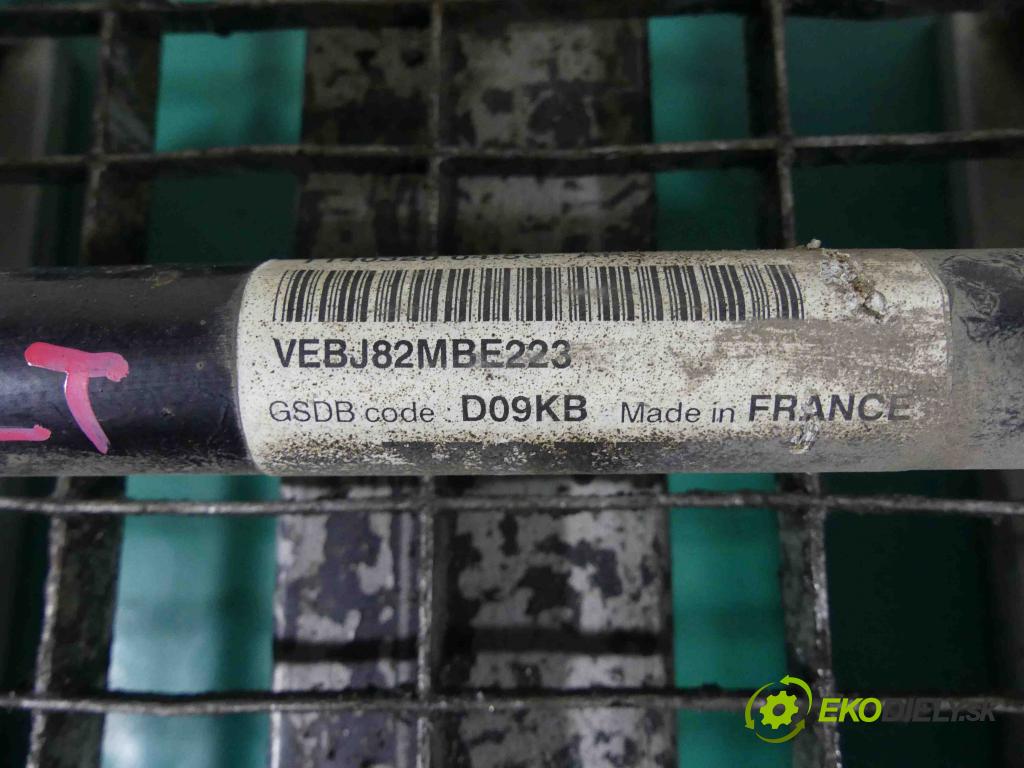 VEBJ82MBE223
GSDB code : D09KB Made in FRANCE
T
EKODIELY.SK